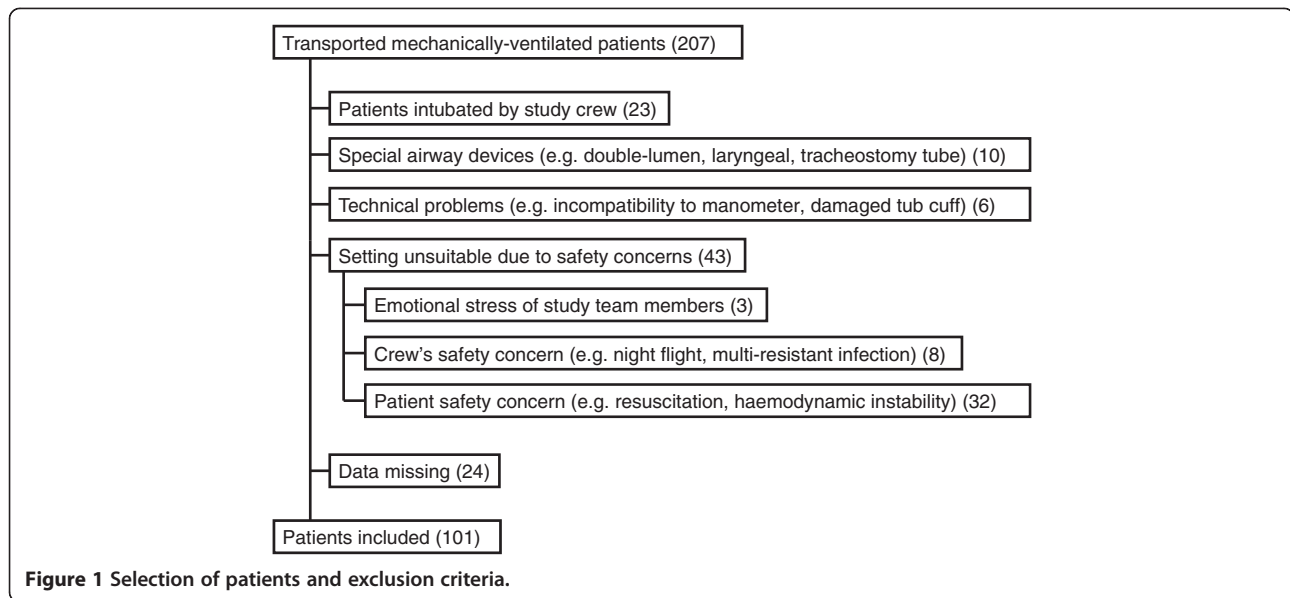 Transported mechanically-ventilated patients (207)
Patients intubated by study crew (23)
Special airway devices (e.g. double-lumen, laryngeal, tracheostomy tube) (10)
Technical problems (e.g. incompatibility to manometer, damaged tub cuff) (6)
Setting unsuitable due to safety concerns (43)
Emotional stress of study team members (3)
Crew's safety concern (e.g. night flight, multi-resistant infection) (8)
Patient safety concern (e.g. resuscitation, haemodynamic instability) (32)
Data missing (24)
Patients included (101)
Figure 1 Selection of patients and exclusion criteria.